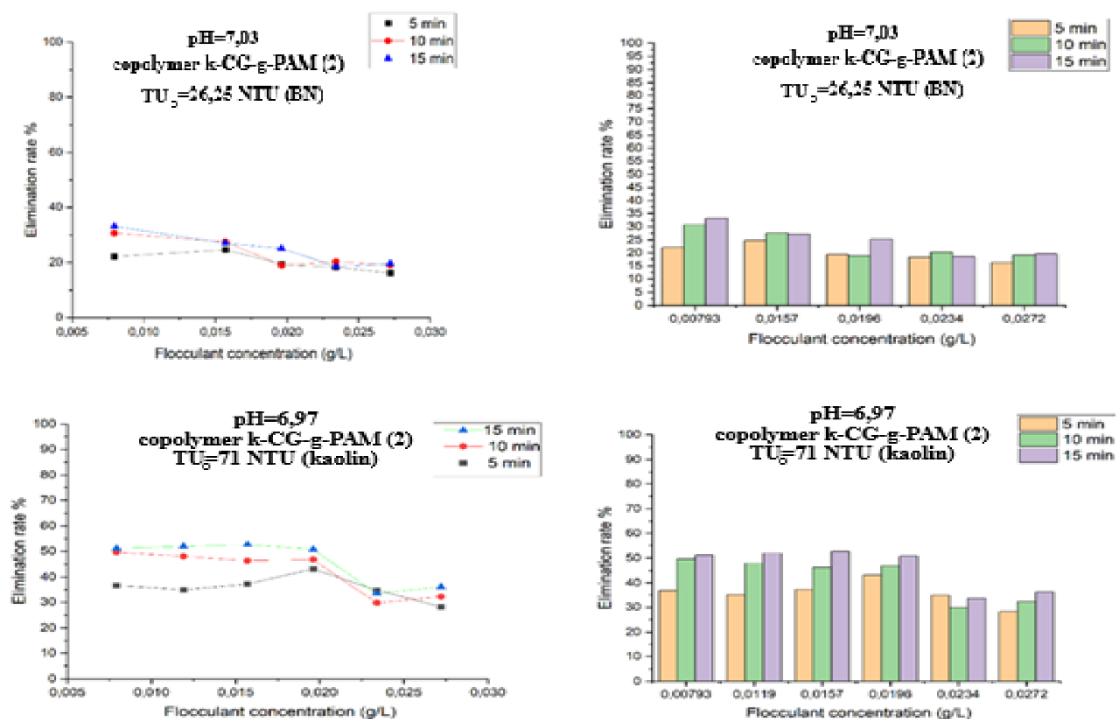 pH=7,03
copolymer k-CG-g-PAM (2)
TU₀=26,25 NTU (BN)
5 min
10 min
15 min
Elimination rate %
100
80
60
40
20
0
0,005 0,010 0,015 0,020 0,025 0,030
Flocculant concentration (g/L)
pH=7,03
copolymer k-CG-g-PAM (2)
TU₀=26,25 NTU (BN)
5 min
10 min
15 min
Elimination rate %
100
95
90
85
80
75
70
65
60
55
50
45
40
35
30
25
20
15
10
5
0
0,00793 0,0157 0,0196 0,0234 0,0272
Flocculant concentration (g/L)
pH=6,97
copolymer k-CG-g-PAM (2)
TU₀=71 NTU (kaolin)
15 min
10 min
5 min
Elimination rate %
100
90
80
70
60
50
40
30
20
10
0
0,005 0,010 0,015 0,020 0,025 0,030
Flocculant concentration (g/L)
pH=6,97
copolymer k-CG-g-PAM (2)
TU₀=71 NTU (kaolin)
5 min
10 min
15 min
Elimination rate %
100
90
80
70
60
50
40
30
20
10
0
0,00793 0,0119 0,0157 0,0196 0,0234 0,0272
Flocculant concentration (g/L)